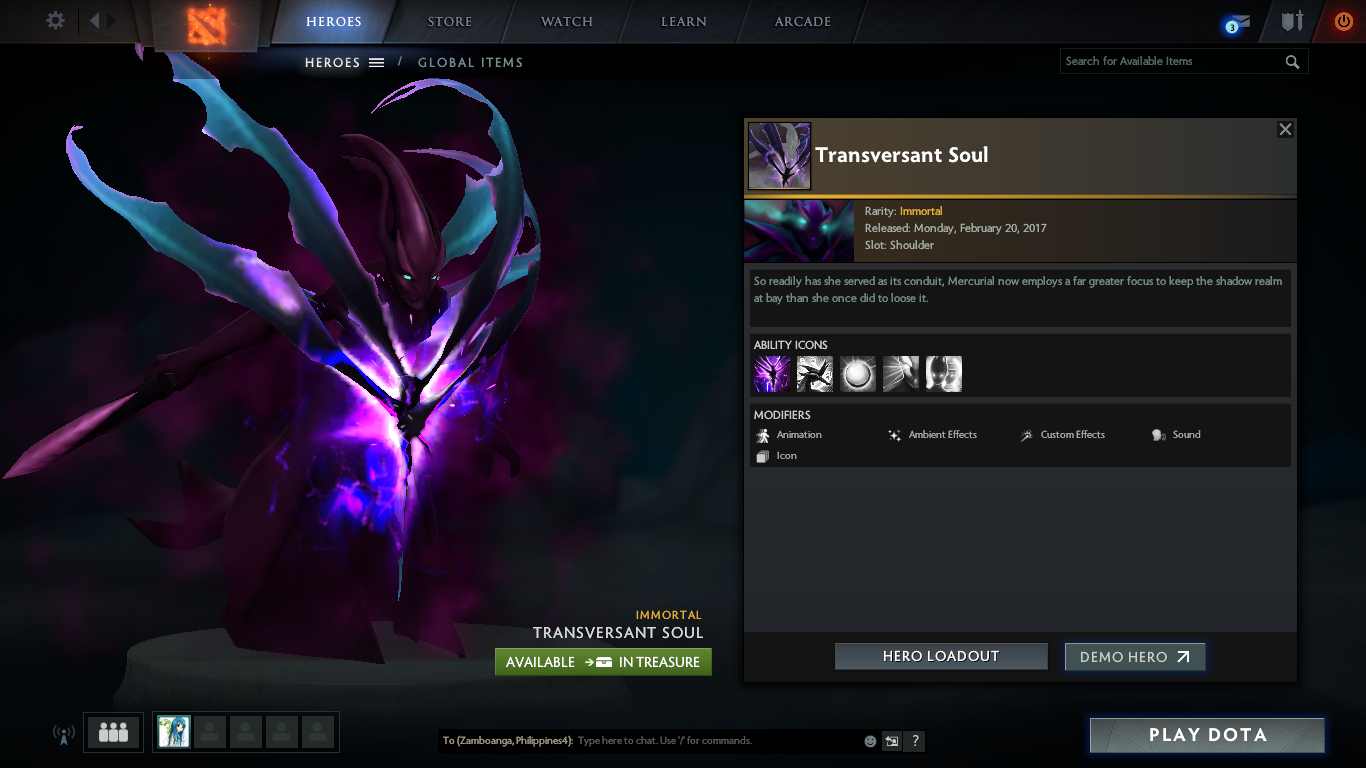 HEROES
STORE
WATCH
LEARN
ARCADE
3
HEROES / GLOBAL ITEMS
Search for Available Items
Transversant Soul
Rarity: Immortal
Released: Monday, February 20, 2017
Slot: Shoulder
So readily has she served as its conduit, Mercurial now employs a far greater focus to keep the shadow realm
at bay than she once did to loose it.
ABILITY ICONS
MODIFIERS
Animation
Ambient Effects
Custom Effects
Sound
Icon
IMMORTAL
TRANSVERSANT SOUL
AVAILABLE IN TREASURE
HERO LOADOUT
DEMO HERO
To (Zamboanga, Philippines4): Type here to chat. Use '/' for commands.
?
PLAY DOTA